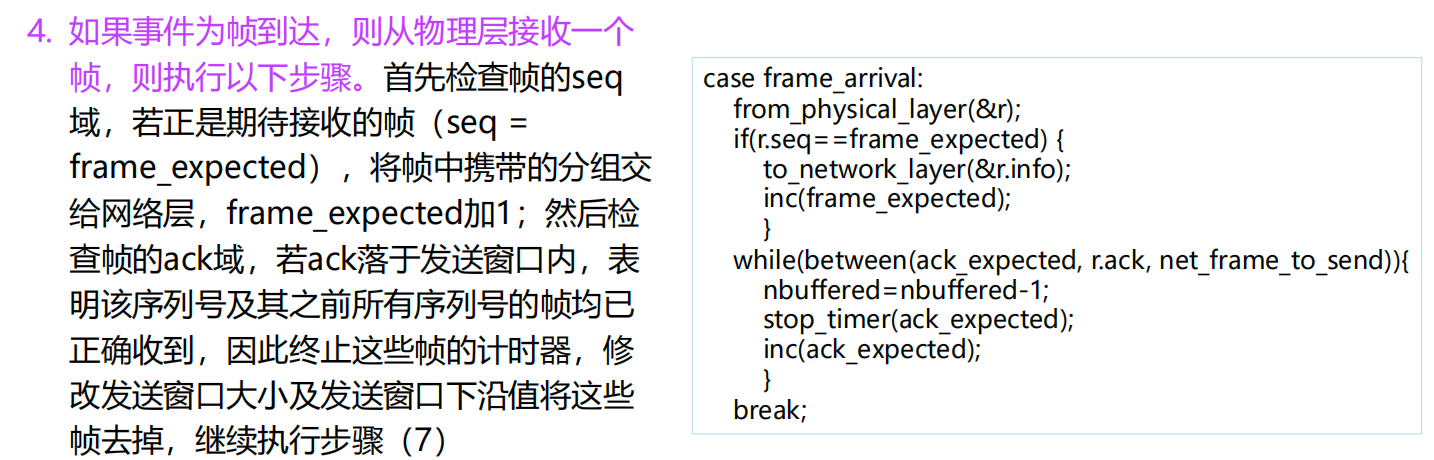 4. 如果事件为帧到达，则从物理层接收一个
帧，则执行以下步骤。首先检查帧的seq
域，若正是期待接收的帧（seq =
frame_expected），将帧中携带的分组交
给网络层，frame_expected加1；然后检
查帧的ack域，若ack落于发送窗口内，表
明该序列号及其之前所有序列号的帧均已
正确收到，因此终止这些帧的计时器，修
改发送窗口大小及发送窗口下沿值将这些
帧去掉，继续执行步骤（7）
case frame_arrival:
from_physical_layer(&r);
if(r.seq==frame_expected) {
to_network_layer(&r.info);
inc(frame_expected);
}
while(between(ack_expected, r.ack, net_frame_to_send)){
nbuffered=nbuffered-1;
stop_timer(ack_expected);
inc(ack_expected);
}
break;